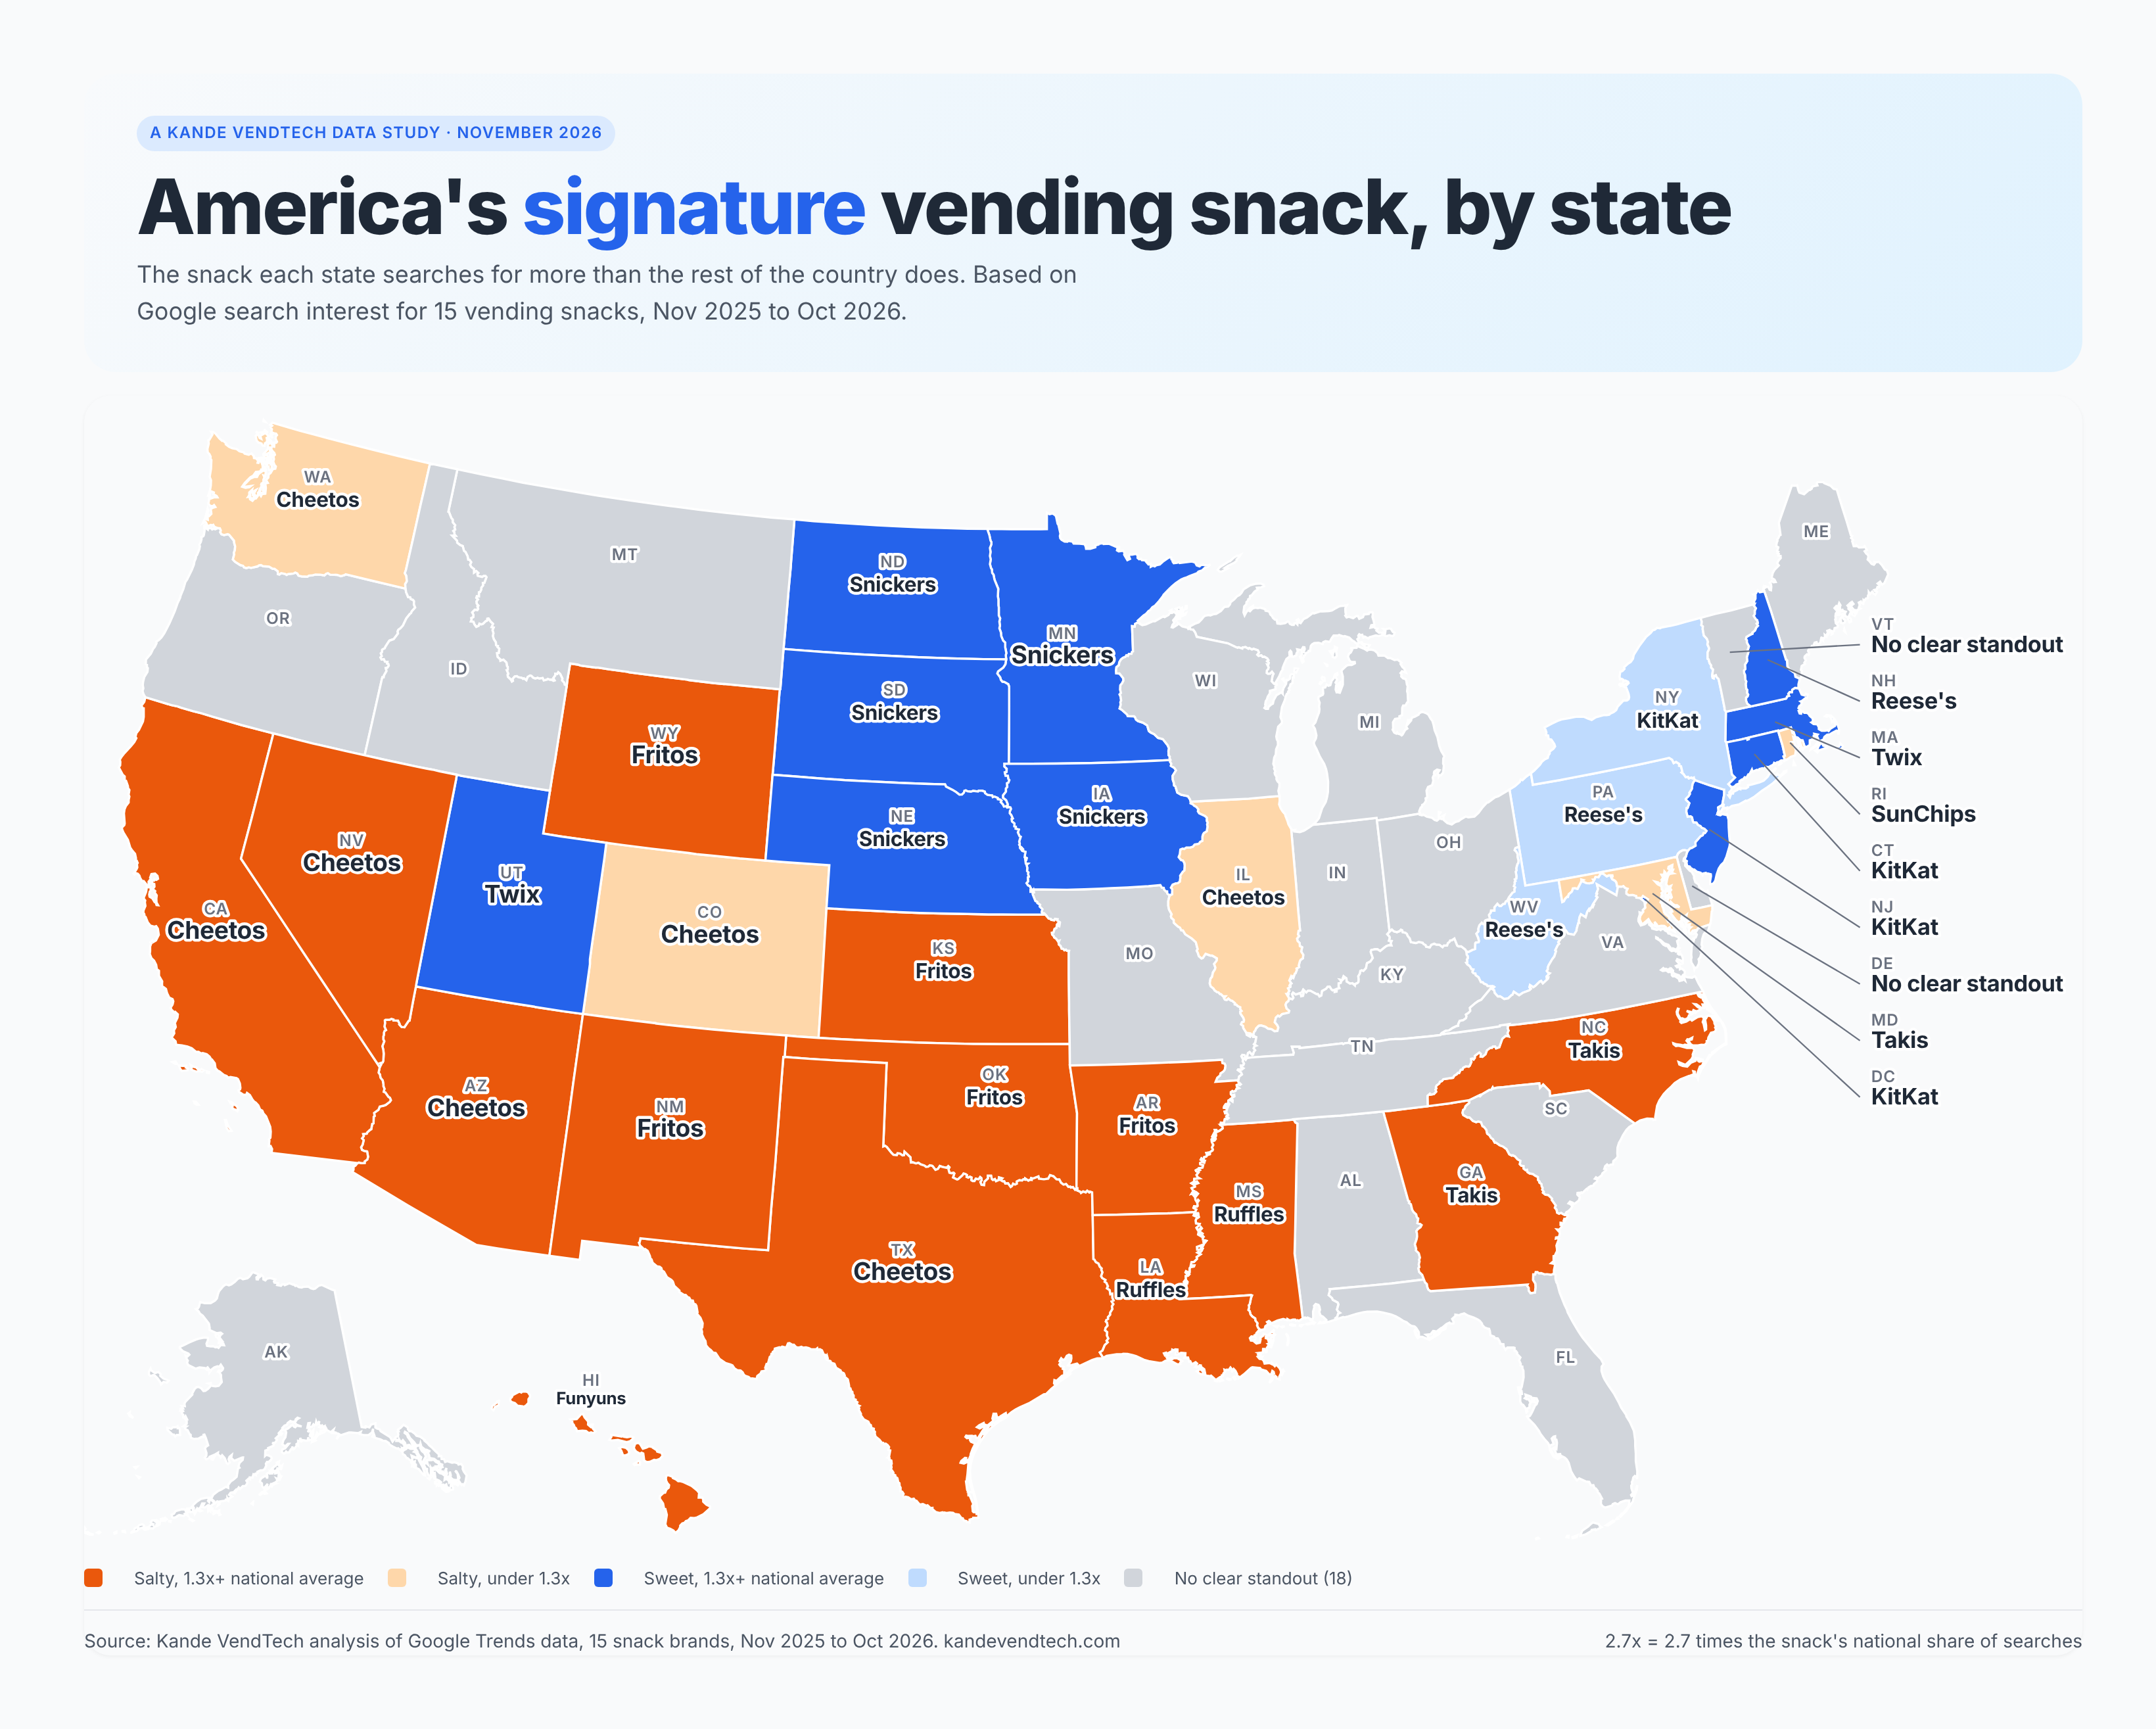 A KANDE VENDTECH DATA STUDY · NOVEMBER 2026
America's signature vending snack, by state
The snack each state searches for more than the rest of the country does. Based on
Google search interest for 15 vending snacks, Nov 2025 to Oct 2026.
WA
Cheetos
OR
ID
MT
ND
Snickers
MN
Snickers
SD
Snickers
WI
MI
WY
Fritos
NV
Cheetos
CA
Cheetos
UT
Twix
CO
Cheetos
NE
Snickers
IA
Snickers
IL
Cheetos
IN
OH
NY
KitKat
PA
Reese's
WV
Reese's
VA
KY
MO
KS
Fritos
TN
NC
Takis
SC
AZ
Cheetos
NM
Fritos
OK
Fritos
AR
Fritos
MS
Ruffles
AL
GA
Takis
TX
Cheetos
LA
Ruffles
FL
AK
HI
Funyuns
ME
VT
No clear standout
NH
Reese's
MA
Twix
RI
SunChips
CT
KitKat
NJ
KitKat
DE
No clear standout
MD
Takis
DC
KitKat
Salty, 1.3x+ national average
Salty, under 1.3x
Sweet, 1.3x+ national average
Sweet, under 1.3x
No clear standout (18)
Source: Kande VendTech analysis of Google Trends data, 15 snack brands, Nov 2025 to Oct 2026. kandevendtech.com
2.7x = 2.7 times the snack's national share of searches